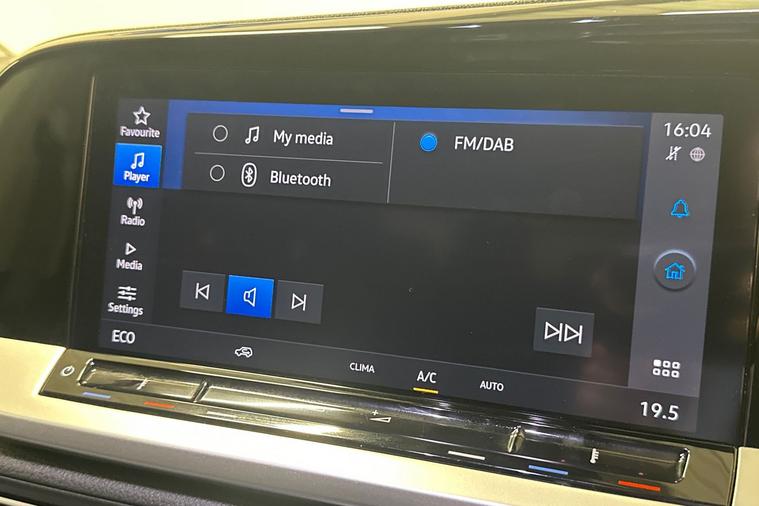 Favourite
Player
Radio
Media
Settings
My media
Bluetooth
FM/DAB
16:04
ECO
CLIMA
A/C
AUTO
19.5